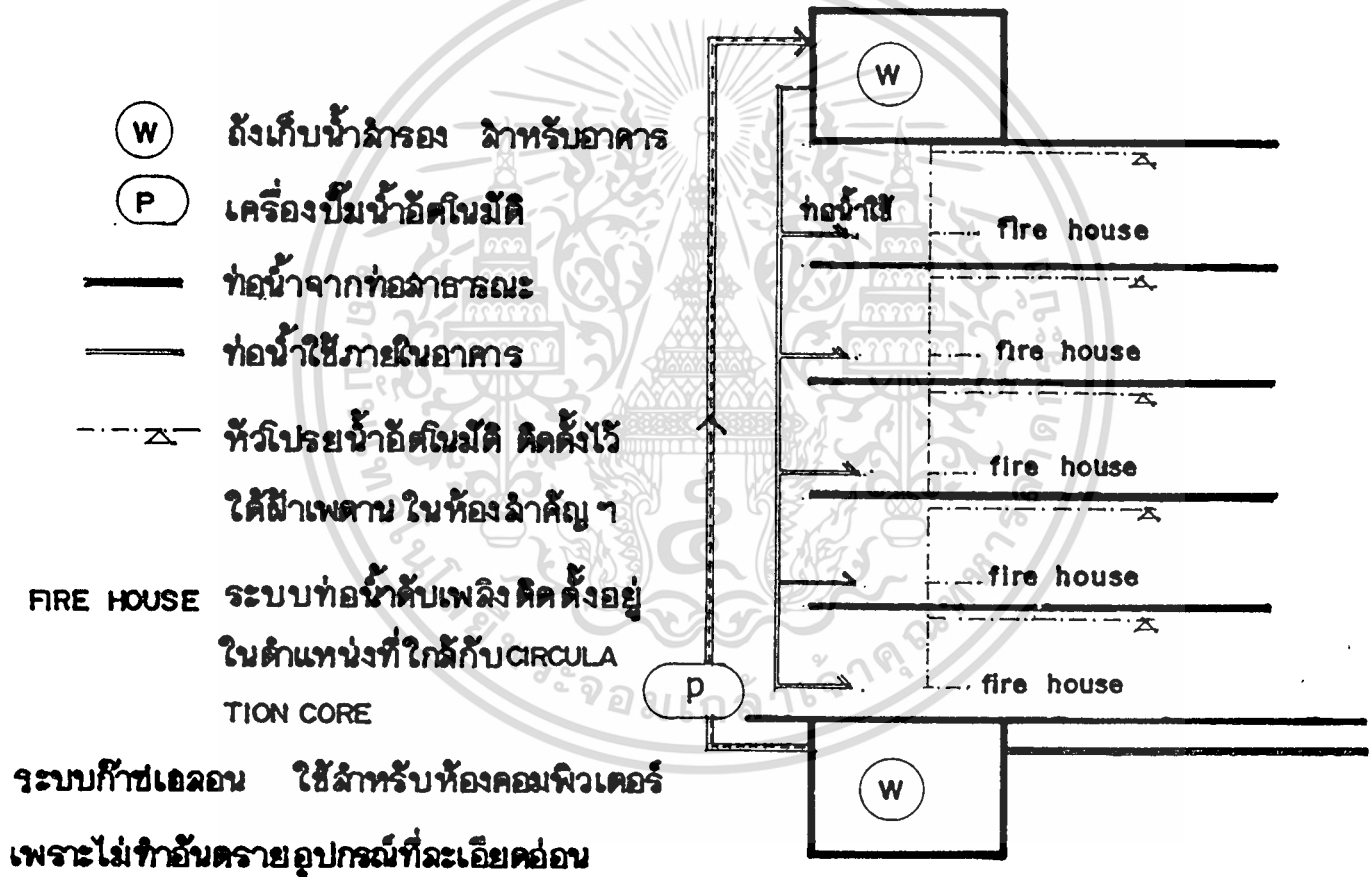 W ถังเก็บน้ำสำรอง สำหรับอาคาร
P เครื่องปั๊มน้ำอัตโนมัติ
ท่อน้ำจากท่อสาธารณะ
ท่อน้ำใช้ภายในอาคาร
หัวโปรยน้ำอัตโนมัติ ติดตั้งไว้
ใต้ฝ้าเพดาน ในห้องสำคัญ ๆ
FIRE HOUSE ระบบท่อน้ำดับเพลิงติดตั้งอยู่
ในตำแหน่งที่ใกล้กับ CIRCULA
TION CORE
ระบบก๊าซเฮลอน ใช้สำหรับห้องคอมพิวเตอร์
เพราะไม่ทำอันตรายอุปกรณ์ที่ละเอียดอ่อน
W
ท่อน้ำใช้
fire house
fire house
fire house
fire house
fire house
P
W